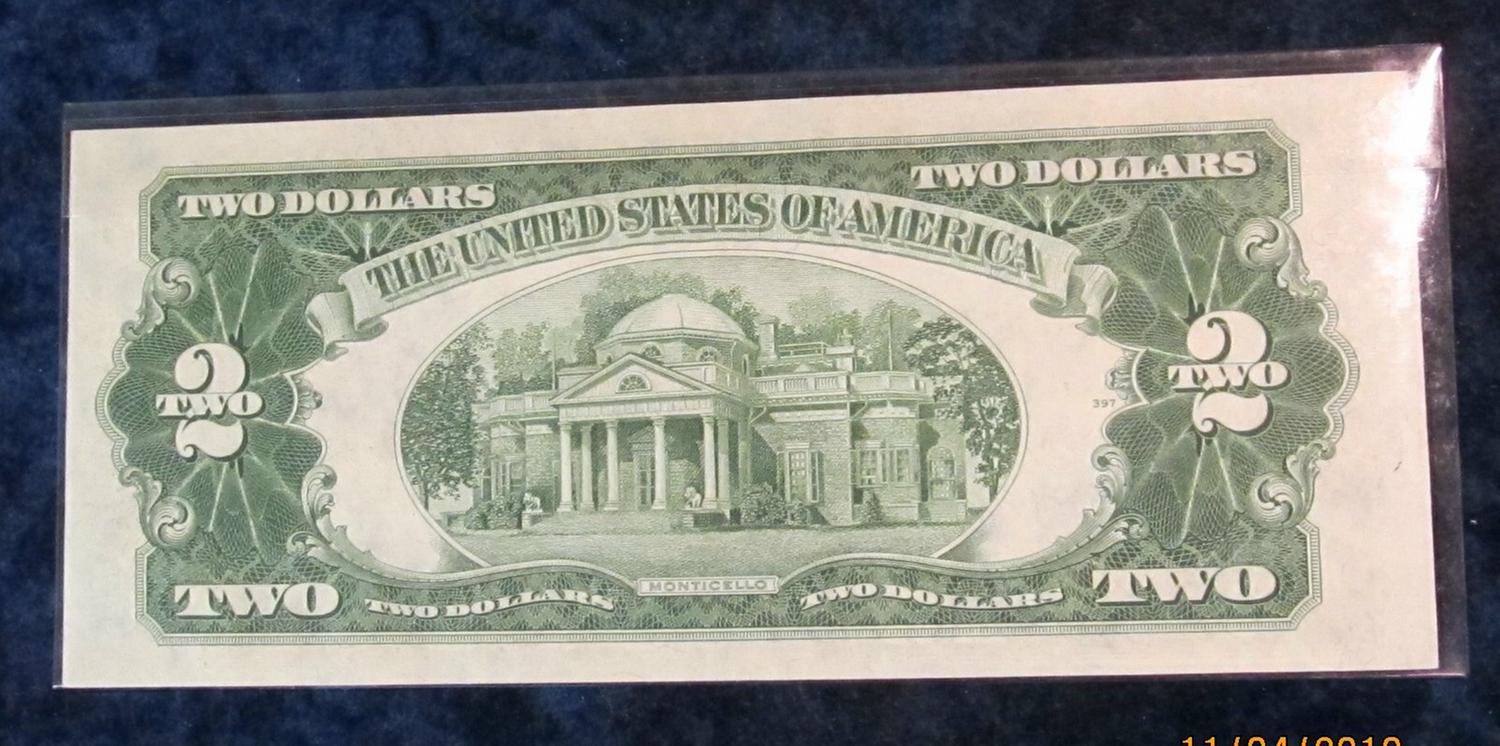 TWO DOLLARS
TWO DOLLARS
THE UNITED STATES OF AMERICA
2
TWO
2
TWO
397
MONTICELLO
TWO
TWO DOLLARS
TWO DOLLARS
TWO